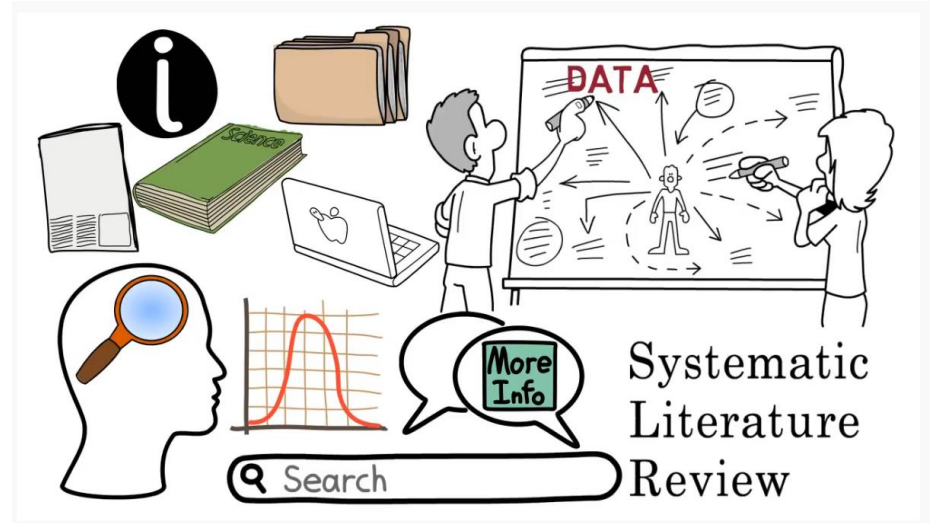 i
Science
DATA
More
Info
Search
Systematic
Literature
Review